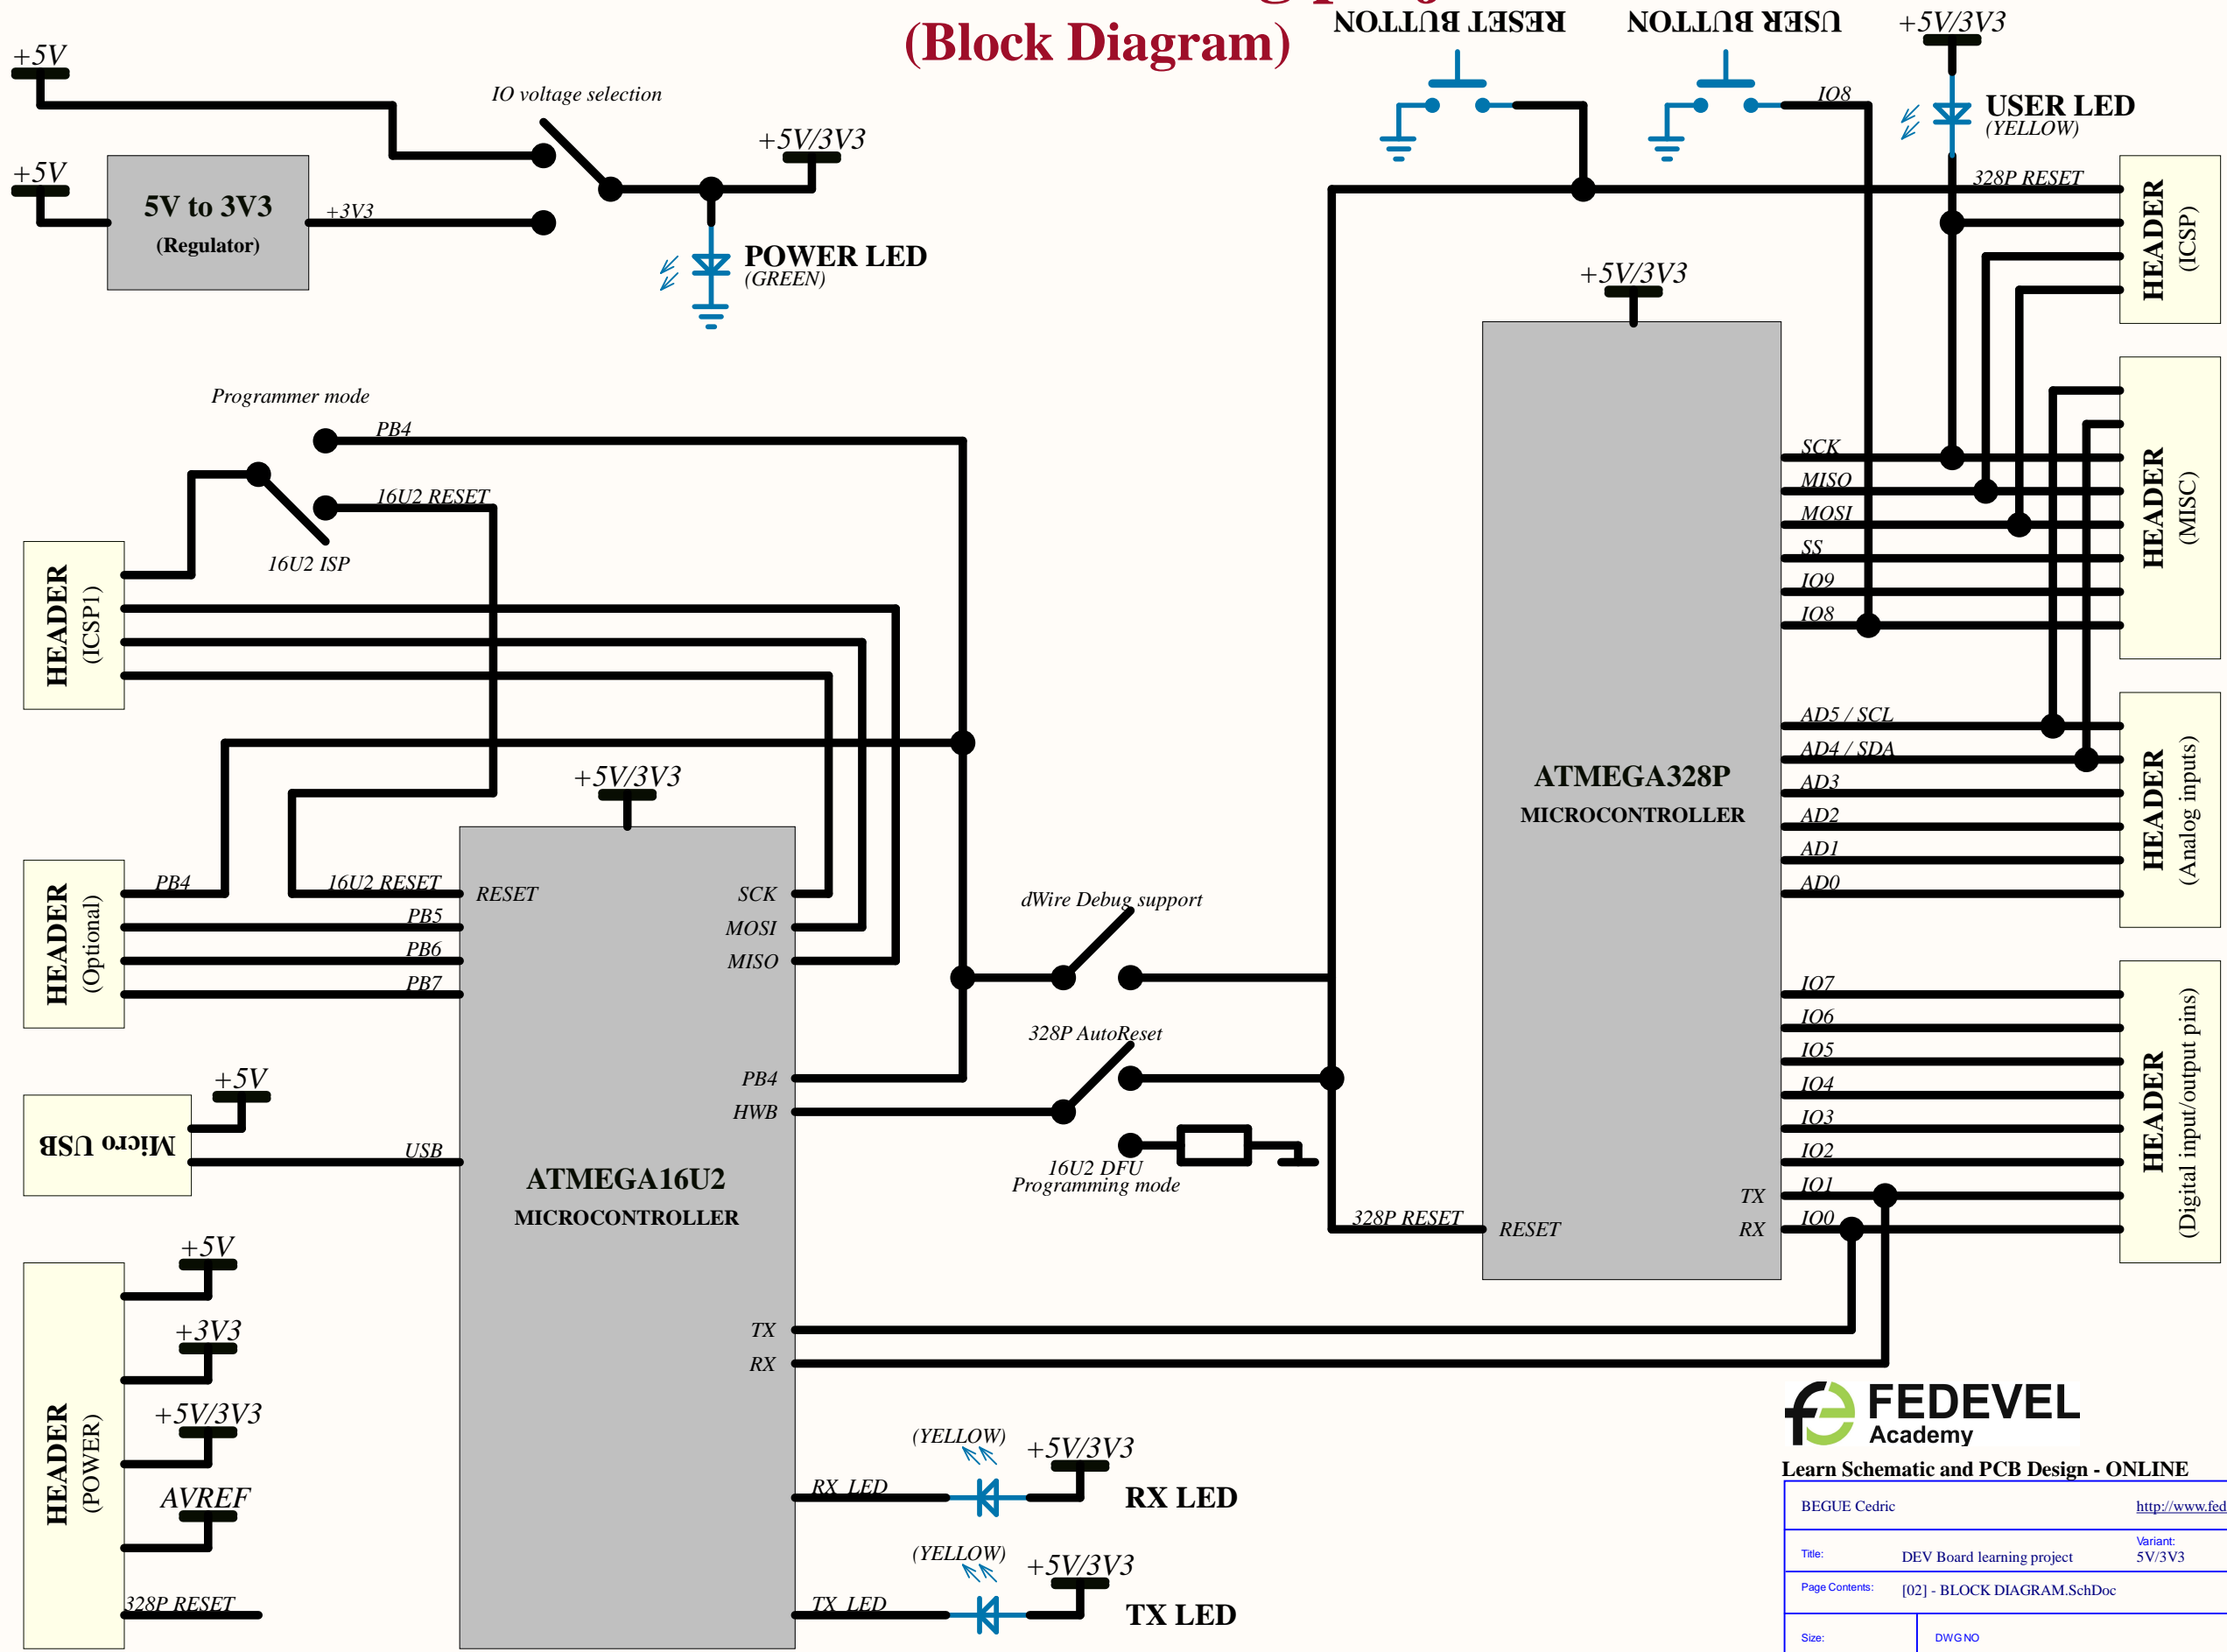 (Block Diagram)
RESET BUTTON
USER BUTTON
+5V/3V3
+5V
IO voltage selection
IO8
USER LED
(YELLOW)
+5V/3V3
+5V
5V to 3V3
(Regulator)
+3V3
POWER LED
(GREEN)
328P RESET
HEADER
(ICSP)
+5V/3V3
Programmer mode
PB4
16U2 RESET
16U2 ISP
HEADER
(ICSP1)
SCK
MISO
MOSI
SS
IO9
IO8
HEADER
(MISC)
AD5 / SCL
AD4 / SDA
AD3
AD2
AD1
AD0
HEADER
(Analog inputs)
ATMEGA328P
MICROCONTROLLER
+5V/3V3
HEADER
(Optional)
PB4
16U2 RESET
PB5
PB6
PB7
RESET
SCK
MOSI
MISO
dWire Debug support
328P AutoReset
PB4
HWB
16U2 DFU
Programming mode
IO7
IO6
IO5
IO4
IO3
IO2
TX
IO1
RX
IO0
HEADER
(Digital input/output pins)
328P RESET
RESET
+5V
Micro USB
USB
ATMEGA16U2
MICROCONTROLLER
TX
RX
HEADER
(POWER)
+5V
+3V3
+5V/3V3
AVREF
328P RESET
(YELLOW)
+5V/3V3
RX LED
RX LED
(YELLOW)
+5V/3V3
TX LED
TX LED
FEDEVEL
Academy
Learn Schematic and PCB Design - ONLINE
BEGUE Cedric
http://www.fed
Title:
DEV Board learning project
Variant:
5V/3V3
Page Contents:
[02] - BLOCK DIAGRAM.SchDoc
Size:
DWG NO